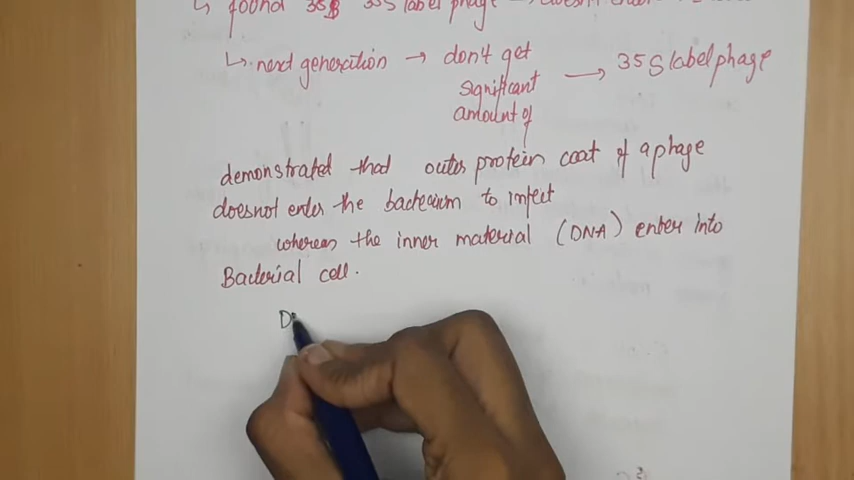 ↳ found 35S 35S label phage →
↳ next generation → don't get significant amount of → 35S label phage
demonstrated that outer protein coat of a phage
doesnot enter the bacterium to infect
whereas the inner material (DNA) enter into
Bacterial cell.
D